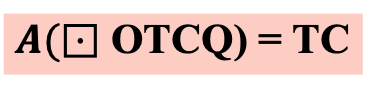 A(⊡ OTCQ) = TC